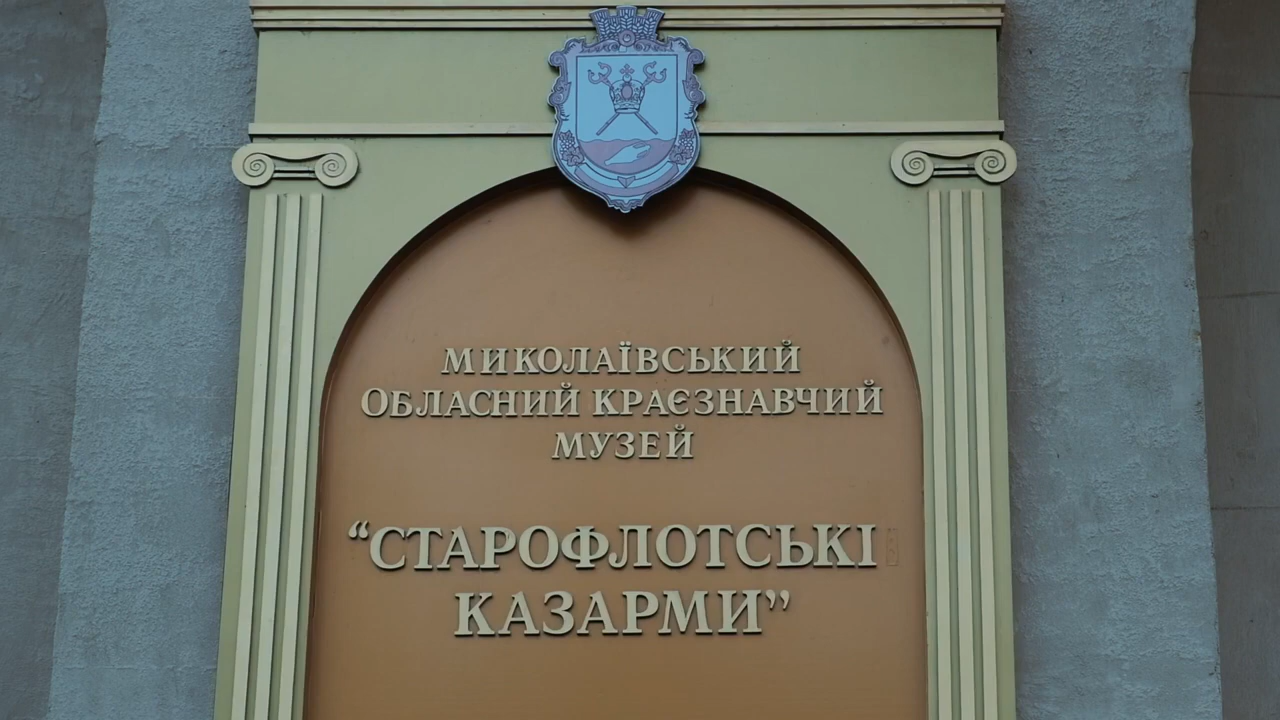 МИКОЛАЇВСЬКИЙ
ОБЛАСНИЙ КРАЄЗНАВЧИЙ
МУЗЕЙ
“СТАРОФЛОТСЬКІ
КАЗАРМИ”